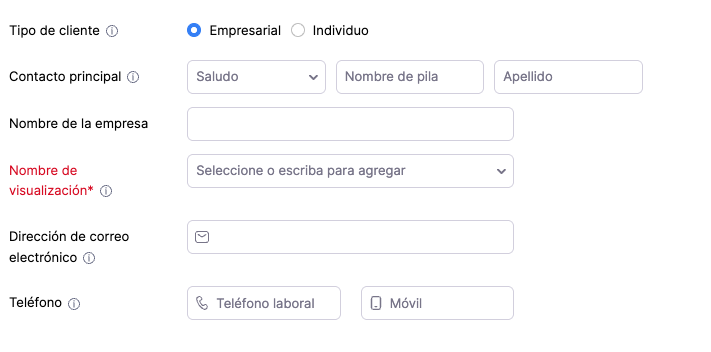 Tipo de cliente Empresarial Individuo
Contacto principal Saludo Nombre de pila Apellido
Nombre de la empresa
Nombre de
visualización* Seleccione o escriba para agregar
Dirección de correo
electrónico
Teléfono Teléfono laboral Móvil